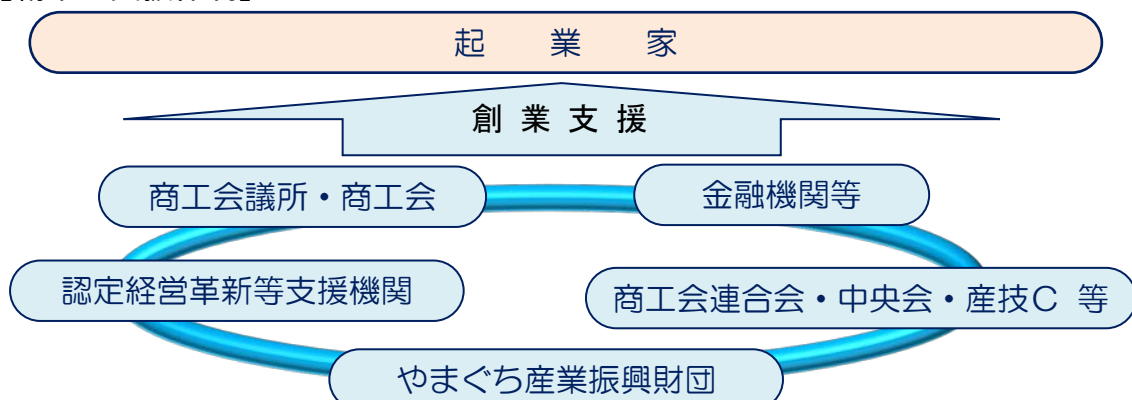 起 業 家
創 業 支 援
商工会議所・商工会
金融機関等
認定経営革新等支援機関
商工会連合会・中央会・産技C 等
やまぐち産業振興財団